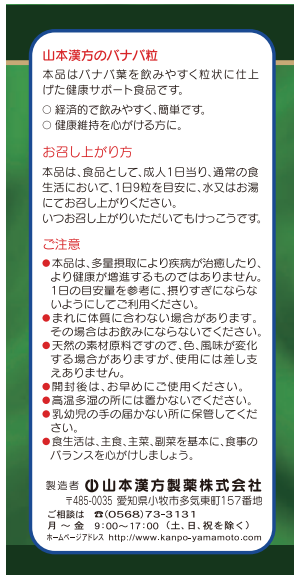 山本漢方のバナバ粒
本品はバナバ葉を飲みやすく粒状に仕上
げた健康サポート食品です。
○ 経済的で飲みやすく、簡単です。
○ 健康維持を心がける方に。
お召し上がり方
本品は、食品として、成人1日当り、通常の食
生活において、1日9粒を目安に、水又はお湯
にてお召し上がりください。
いつお召し上がりいただいてもけっこうです。
ご注意
●本品は、多量摂取により疾病が治癒したり、
より健康が増進するものではありません。
1日の目安量を参考に、摂りすぎにならな
いようにしてご利用ください。
●まれに体質に合わない場合があります。
その場合はお飲みにならないでください。
●天然の素材原料ですので、色、風味が変化
する場合がありますが、使用には差し支
えありません。
●開封後は、お早めにご使用ください。
●高温多湿の所には置かないでください。
●乳幼児の手の届かない所に保管してくだ
さい。
●食生活は、主食、主菜、副菜を基本に、食事の
バランスを心がけしましょう。
製造者 山本漢方製薬株式会社
〒485-0035 愛知県小牧市多気東町157番地
ご相談は ☎(0568)73-3131
月〜金 9:00〜17:00 (土、日、祝を除く)
ホームページアドレス http://www.kanpo-yamamoto.com